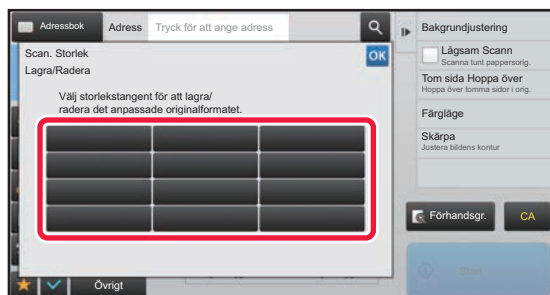 Adressbok
Adress
Tryck för att ange adress
Scan. Storlek
Lagra/Radera
OK
Välj storlekstangent för att lagra/
radera det anpassade originalformatet.
Övrigt
Bakgrundjustering
Lågsam Scann
Scanna tunt pappersorig.
Tom sida Hoppa över
Hoppa över tomma sidor i orig.
Färgläge
Skärpa
Justera bildens kontur
Förhandsgr.
CA
Start